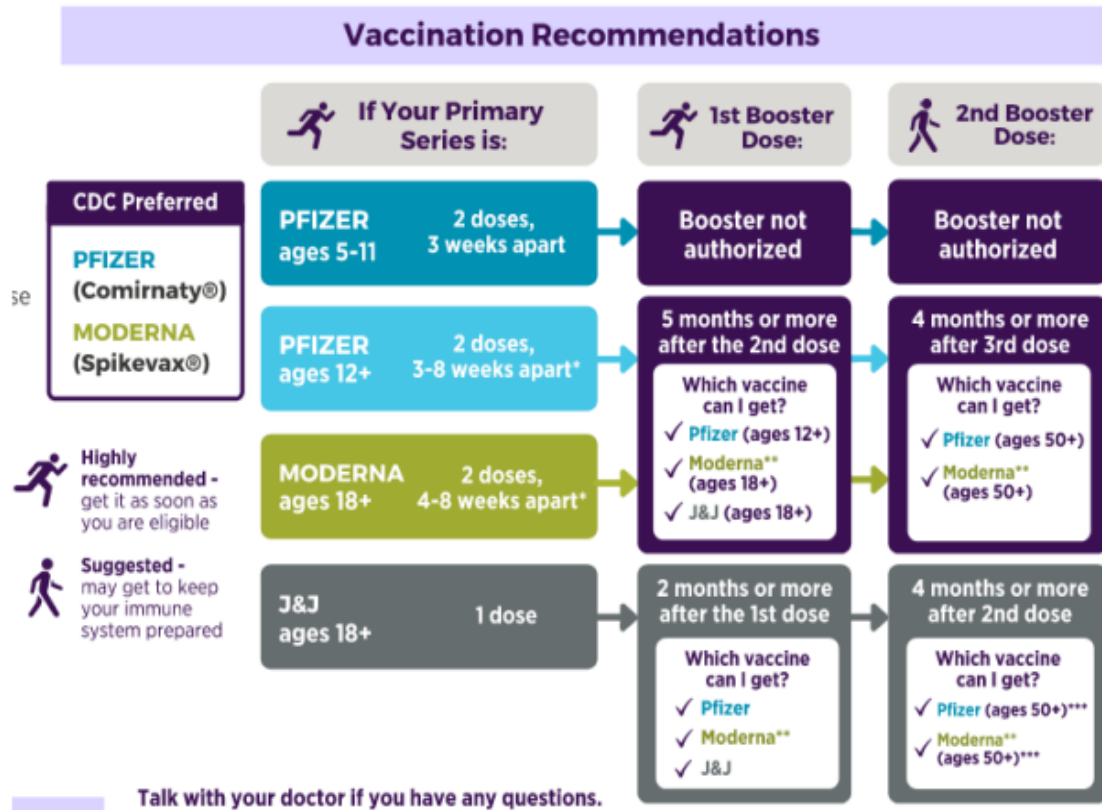 Vaccination Recommendations
If Your Primary
Series is:
1st Booster
Dose:
2nd Booster
Dose:
CDC Preferred
PFIZER
(Comirnaty®)
MODERNA
(Spikevax®)
se
PFIZER
ages 5-11
2 doses,
3 weeks apart
Booster not
authorized
Booster not
authorized
PFIZER
ages 12+
2 doses,
3-8 weeks apart*
MODERNA
ages 18+
2 doses,
4-8 weeks apart*
5 months or more
after the 2nd dose
Which vaccine
can I get?
✓ Pfizer (ages 12+)
✓ Moderna**
(ages 18+)
✓ J&J (ages 18+)
4 months or more
after 3rd dose
Which vaccine
can I get?
✓ Pfizer (ages 50+)
✓ Moderna**
(ages 50+)
Highly
recommended -
get it as soon as
you are eligible
Suggested -
may get to keep
your immune
system prepared
J&J
ages 18+
1 dose
2 months or more
after the 1st dose
Which vaccine
can I get?
✓ Pfizer
✓ Moderna**
✓ J&J
4 months or more
after 2nd dose
Which vaccine
can I get?
✓ Pfizer (ages 50+)***
✓ Moderna**
(ages 50+)***
Talk with your doctor if you have any questions.